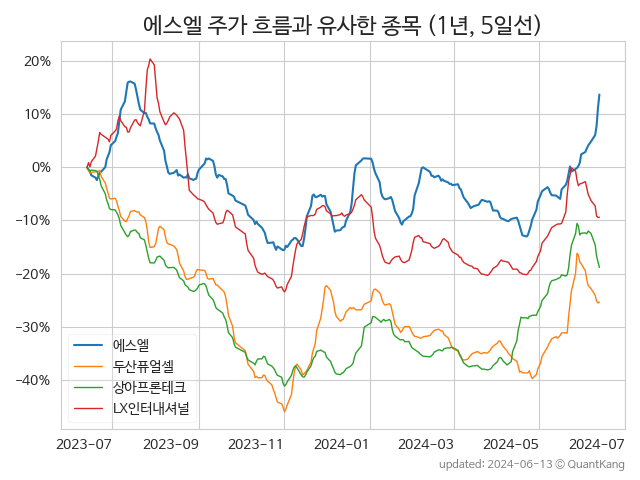 에스엘 주가 흐름과 유사한 종목 (1년, 5일선)
20%
10%
0%
−10%
−20%
−30%
−40%
에스엘
두산퓨얼셀
상아프론테크
LX인터내셔널
2023-07 2023-09 2023-11 2024-01 2024-03 2024-05 2024-07
updated: 2024-06-13 © QuantKang